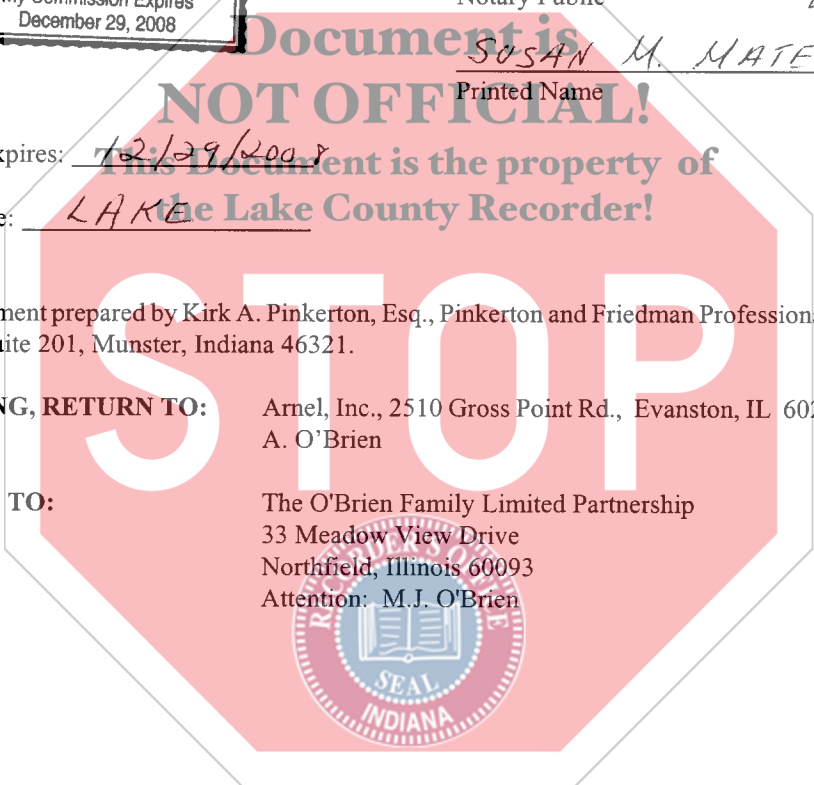 My Commission Expires
December 29, 2008
Notary Public
SUSAN M. MATE
Printed Name
Document is
NOT OFFICIAL!
This Document is the property of
the Lake County Recorder!
xpires: 12/29/2008
e: LAKE
STOP
ment prepared by Kirk A. Pinkerton, Esq., Pinkerton and Friedman Profession
uite 201, Munster, Indiana 46321.
NG, RETURN TO: Arnel, Inc., 2510 Gross Point Rd., Evanston, IL 602
A. O'Brien
TO: The O'Brien Family Limited Partnership
33 Meadow View Drive
Northfield, Illinois 60093
Attention: M.J. O'Brien
RECORDER'S OFFICE
SEAL
INDIANA